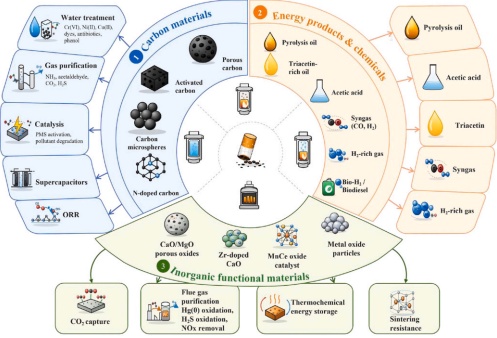 Water treatment
Cr(VI), Ni(II), Cu(II),
dyes, antibiotics,
phenol
Gas purification
NH₃, acetaldehyde,
CO₂, H₂S
Catalysis
PMS activation,
pollutant degradation
Supercapacitors
ORR
1 Carbon materials
Porous
carbon
Activated
carbon
Carbon
microspheres
N-doped carbon
2 Energy products & chemicals
Pyrolysis oil
Triacetin-
rich oil
Acetic acid
Syngas
(CO, H₂)
H₂-rich gas
Bio-H₂ /
Biodiesel
Pyrolysis oil
Acetic acid
Triacetin
Syngas
H₂-rich gas
CaO/MgO
porous oxides
Zr-doped
CaO
MnCe oxide
catalyst
Metal oxide
particles
3 Inorganic functional materials
CO₂ capture
Flue gas
purification
Hg(0) oxidation,
H₂S oxidation,
NOx removal
Thermochemical
energy storage
Sintering
resistance